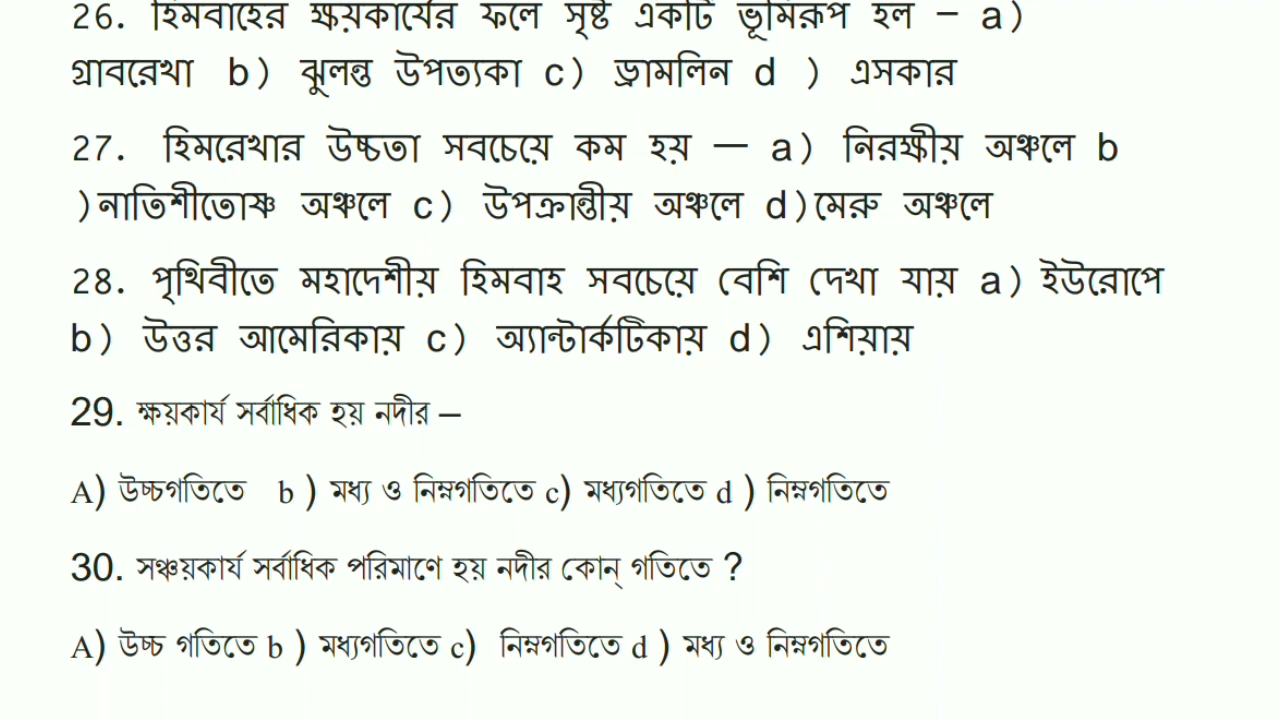 26. হিমবাহের ক্ষয়কার্যের ফলে সৃষ্ট একটি ভূমিরূপ হল – a)
গ্রাবরেখা b) ঝুলন্ত উপত্যকা c) ড্রামলিন d ) এসকার
27. হিমরেখার উচ্চতা সবচেয়ে কম হয় — a) নিরক্ষীয় অঞ্চলে b
)নাতিশীতোষ্ণ অঞ্চলে c) উপক্রান্তীয় অঞ্চলে d)মেরু অঞ্চলে
28. পৃথিবীতে মহাদেশীয় হিমবাহ সবচেয়ে বেশি দেখা যায় a) ইউরোপে
b) উত্তর আমেরিকায় c) অ্যান্টার্কটিকায় d) এশিয়ায়
29. ক্ষয়কার্য সর্বাধিক হয় নদীর –
A) উচ্চগতিতে b ) মধ্য ও নিম্নগতিতে c) মধ্যগতিতে d ) নিম্নগতিতে
30. সঞ্চয়কার্য সর্বাধিক পরিমাণে হয় নদীর কোন্ গতিতে ?
A) উচ্চ গতিতে b ) মধ্যগতিতে c) নিম্নগতিতে d ) মধ্য ও নিম্নগতিতে